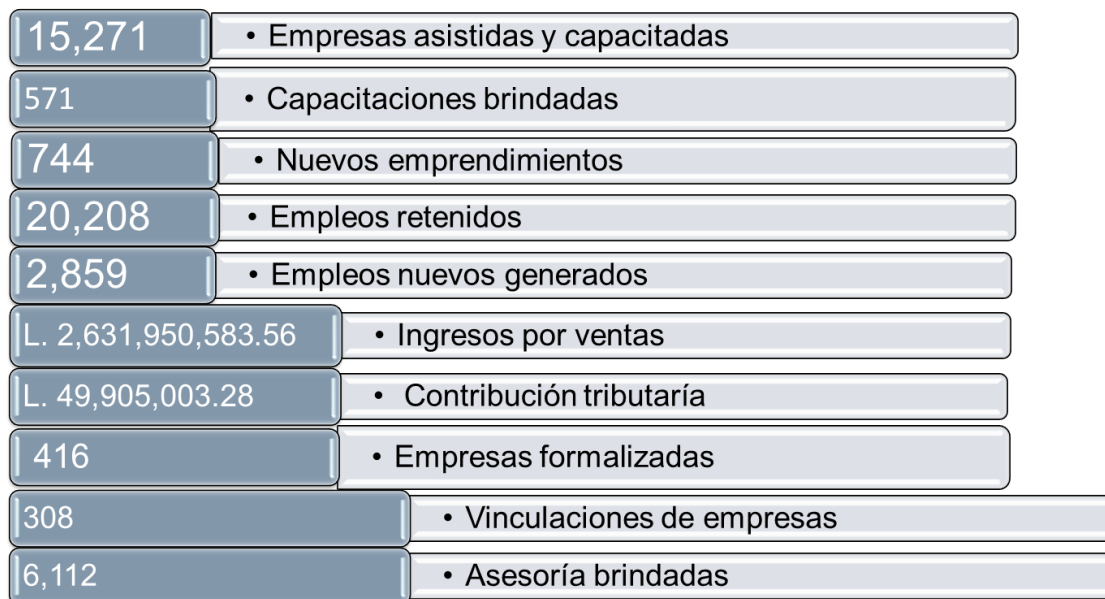 15,271 • Empresas asistidas y capacitadas
571 • Capacitaciones brindadas
744 • Nuevos emprendimientos
20,208 • Empleos retenidos
2,859 • Empleos nuevos generados
L. 2,631,950,583.56 • Ingresos por ventas
L. 49,905,003.28 • Contribución tributaría
416 • Empresas formalizadas
308 • Vinculaciones de empresas
6,112 • Asesoría brindadas